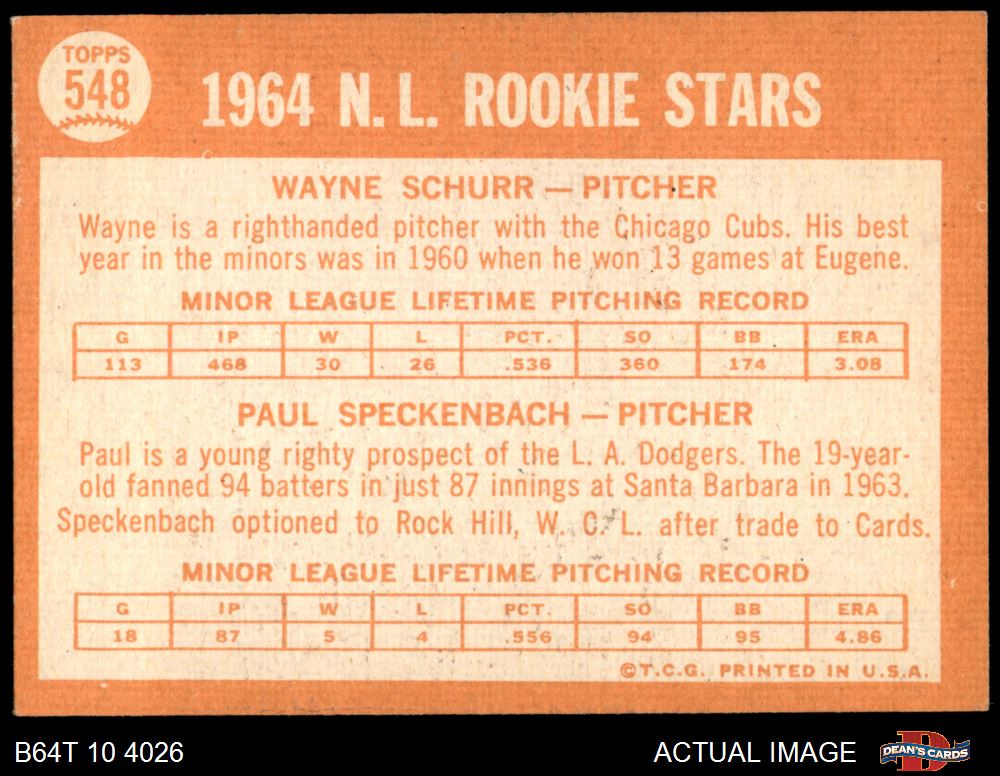 TOPPS
548
1964 N. L. ROOKIE STARS
WAYNE SCHURR — PITCHER
Wayne is a righthanded pitcher with the Chicago Cubs. His best
year in the minors was in 1960 when he won 13 games at Eugene.
MINOR LEAGUE LIFETIME PITCHING RECORD
G IP W L PCT. SO BB ERA
113 468 30 26 .536 360 174 3.08
PAUL SPECKENBACH — PITCHER
Paul is a young righty prospect of the L. A. Dodgers. The 19-year-
old fanned 94 batters in just 87 innings at Santa Barbara in 1963.
Speckenbach optioned to Rock Hill, W. C. L. after trade to Cards.
MINOR LEAGUE LIFETIME PITCHING RECORD
G IP W L PCT. SO BB ERA
18 87 5 4 .556 94 95 4.86
©T.C.G. PRINTED IN U.S.A.
B64T 10 4026
ACTUAL IMAGE
D
DEAN'S CARDS